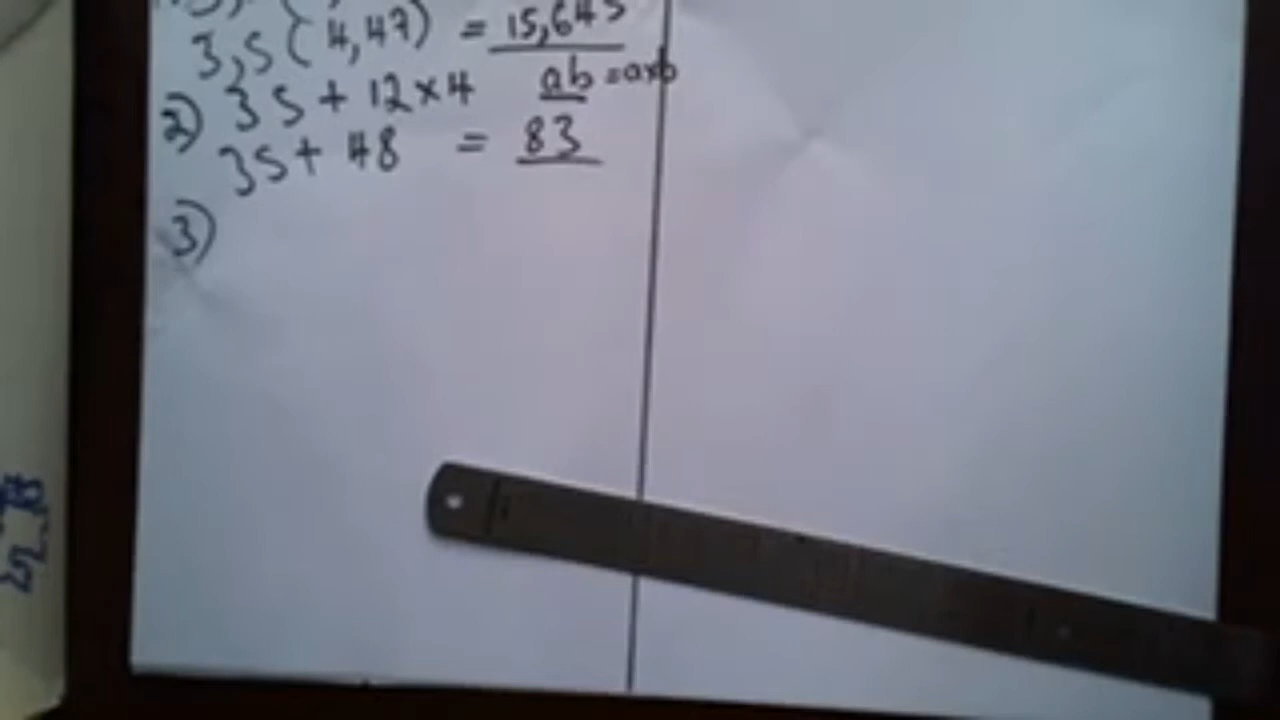 3,5(4,47) = 15,645
2) 35 + 12×4 ab = a×b
35 + 48 = 83
3)